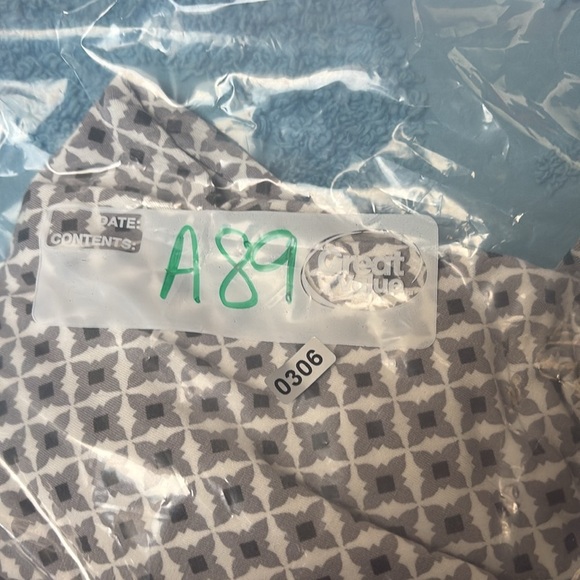 DATE:
CONTENTS:
A89
Great
Value
0306